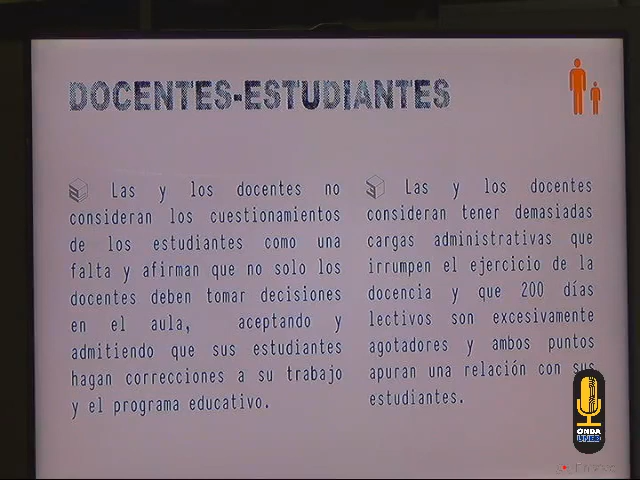 DOCENTES-ESTUDIANTES
Las y los docentes no
consideran los cuestionamientos
de los estudiantes como una
falta y afirman que no solo los
docentes deben tomar decisiones
en el aula, aceptando y
admitiendo que sus estudiantes
hagan correcciones a su trabajo
y el programa educativo.
Las y los docentes
consideran tener demasiadas
cargas administrativas que
irrumpen el ejercicio de la
docencia y que 200 días
lectivos son excesivamente
agotadores y ambos puntos
apuran una relación con sus
estudiantes.
ONDA
UNED